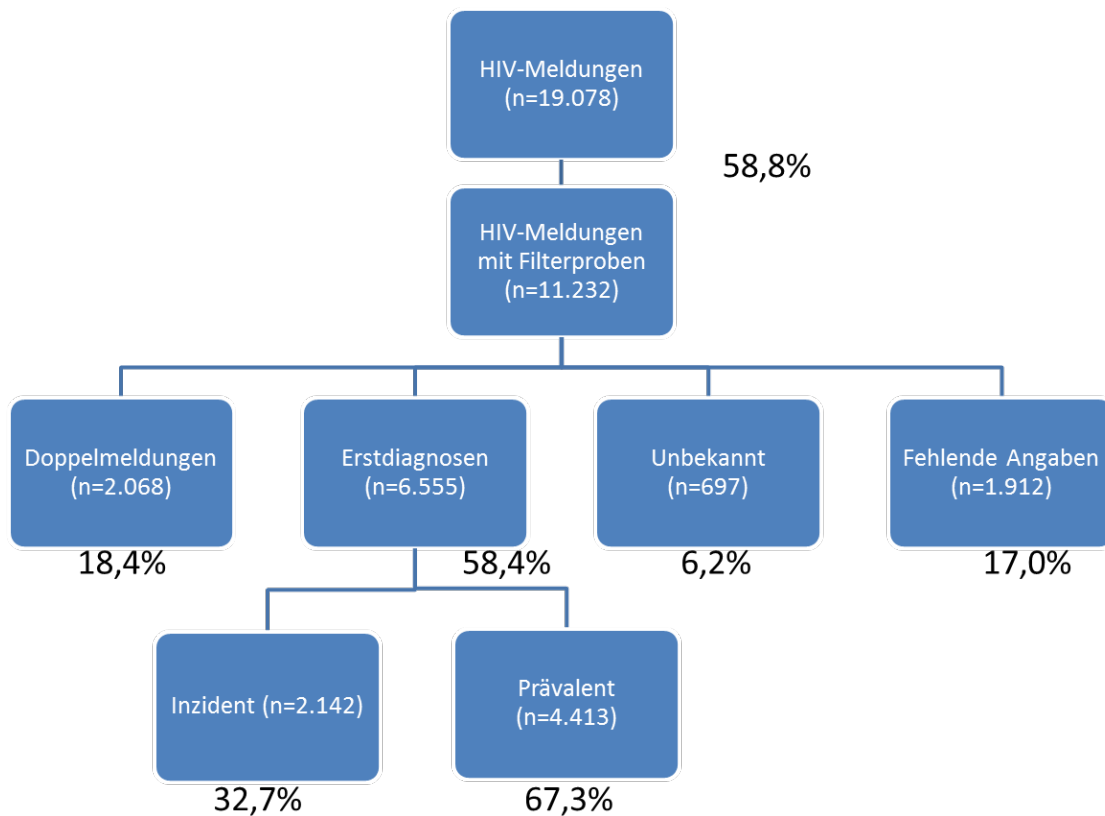 HIV-Meldungen
(n=19.078)
58,8%
HIV-Meldungen
mit Filterproben
(n=11.232)
Doppelmeldungen
(n=2.068)
18,4%
Erstdiagnosen
(n=6.555)
58,4%
Unbekannt
(n=697)
6,2%
Fehlende Angaben
(n=1.912)
17,0%
Inzident (n=2.142)
32,7%
Prävalent
(n=4.413)
67,3%